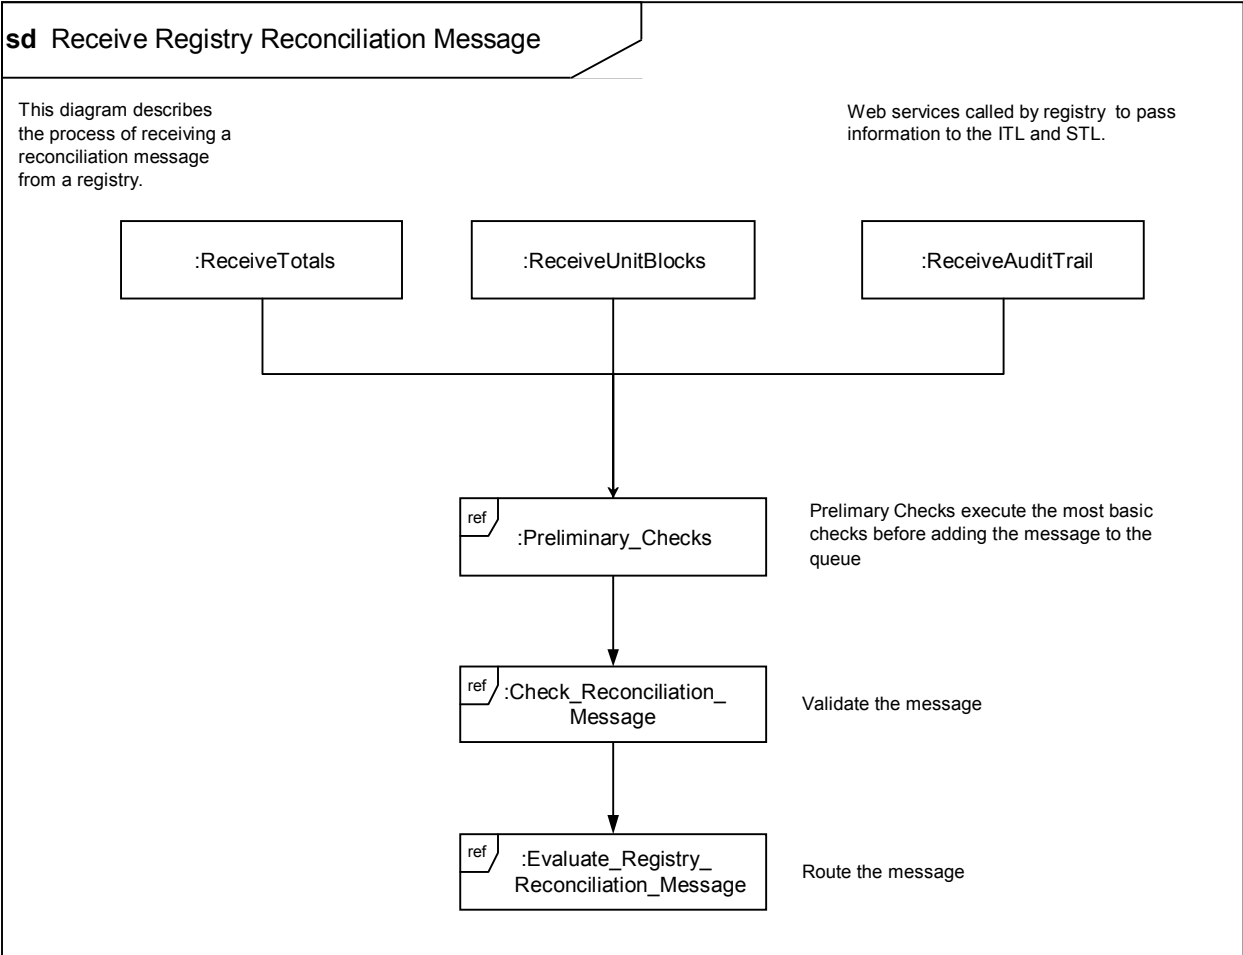 sd Receive Registry Reconciliation Message
This diagram describes
the process of receiving a
reconciliation message
from a registry.
Web services called by registry to pass
information to the ITL and STL.
:ReceiveTotals
:ReceiveUnitBlocks
:ReceiveAuditTrail
ref
:Preliminary_Checks
Prelimary Checks execute the most basic
checks before adding the message to the
queue
ref
:Check_Reconciliation_
Message
Validate the message
ref
:Evaluate_Registry_
Reconciliation_Message
Route the message